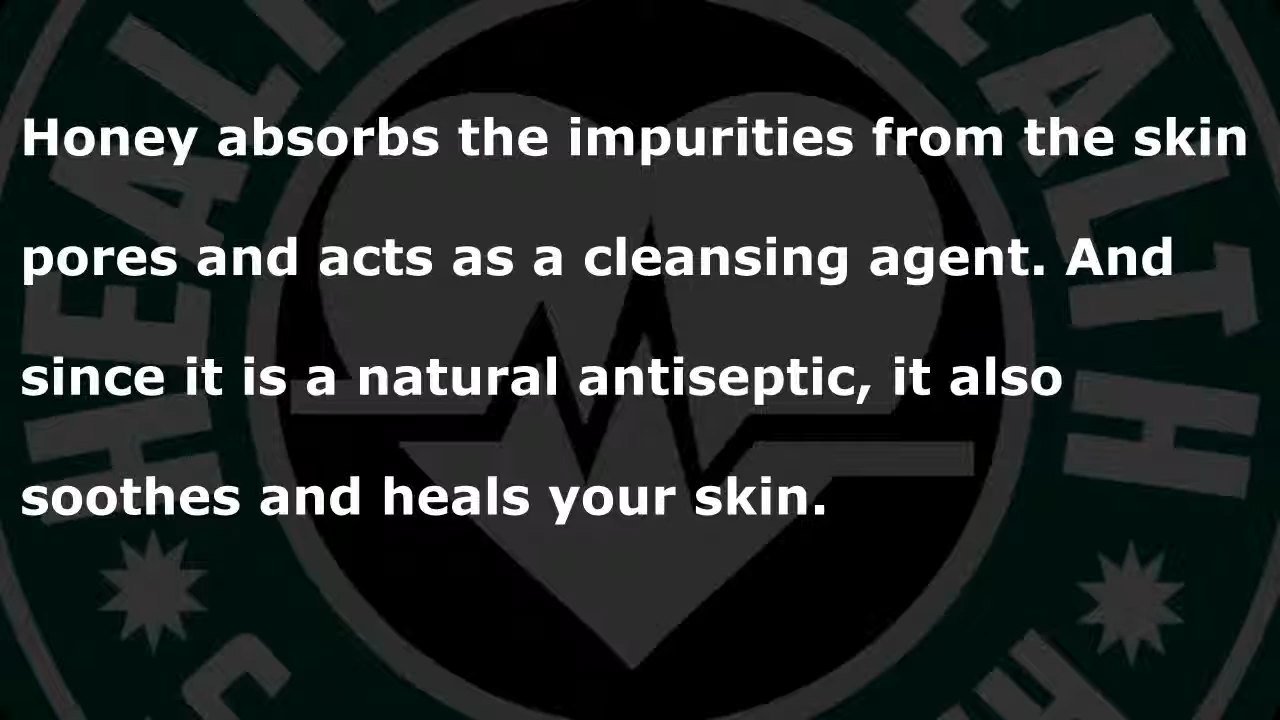 Honey absorbs the impurities from the skin
pores and acts as a cleansing agent. And
since it is a natural antiseptic, it also
soothes and heals your skin.